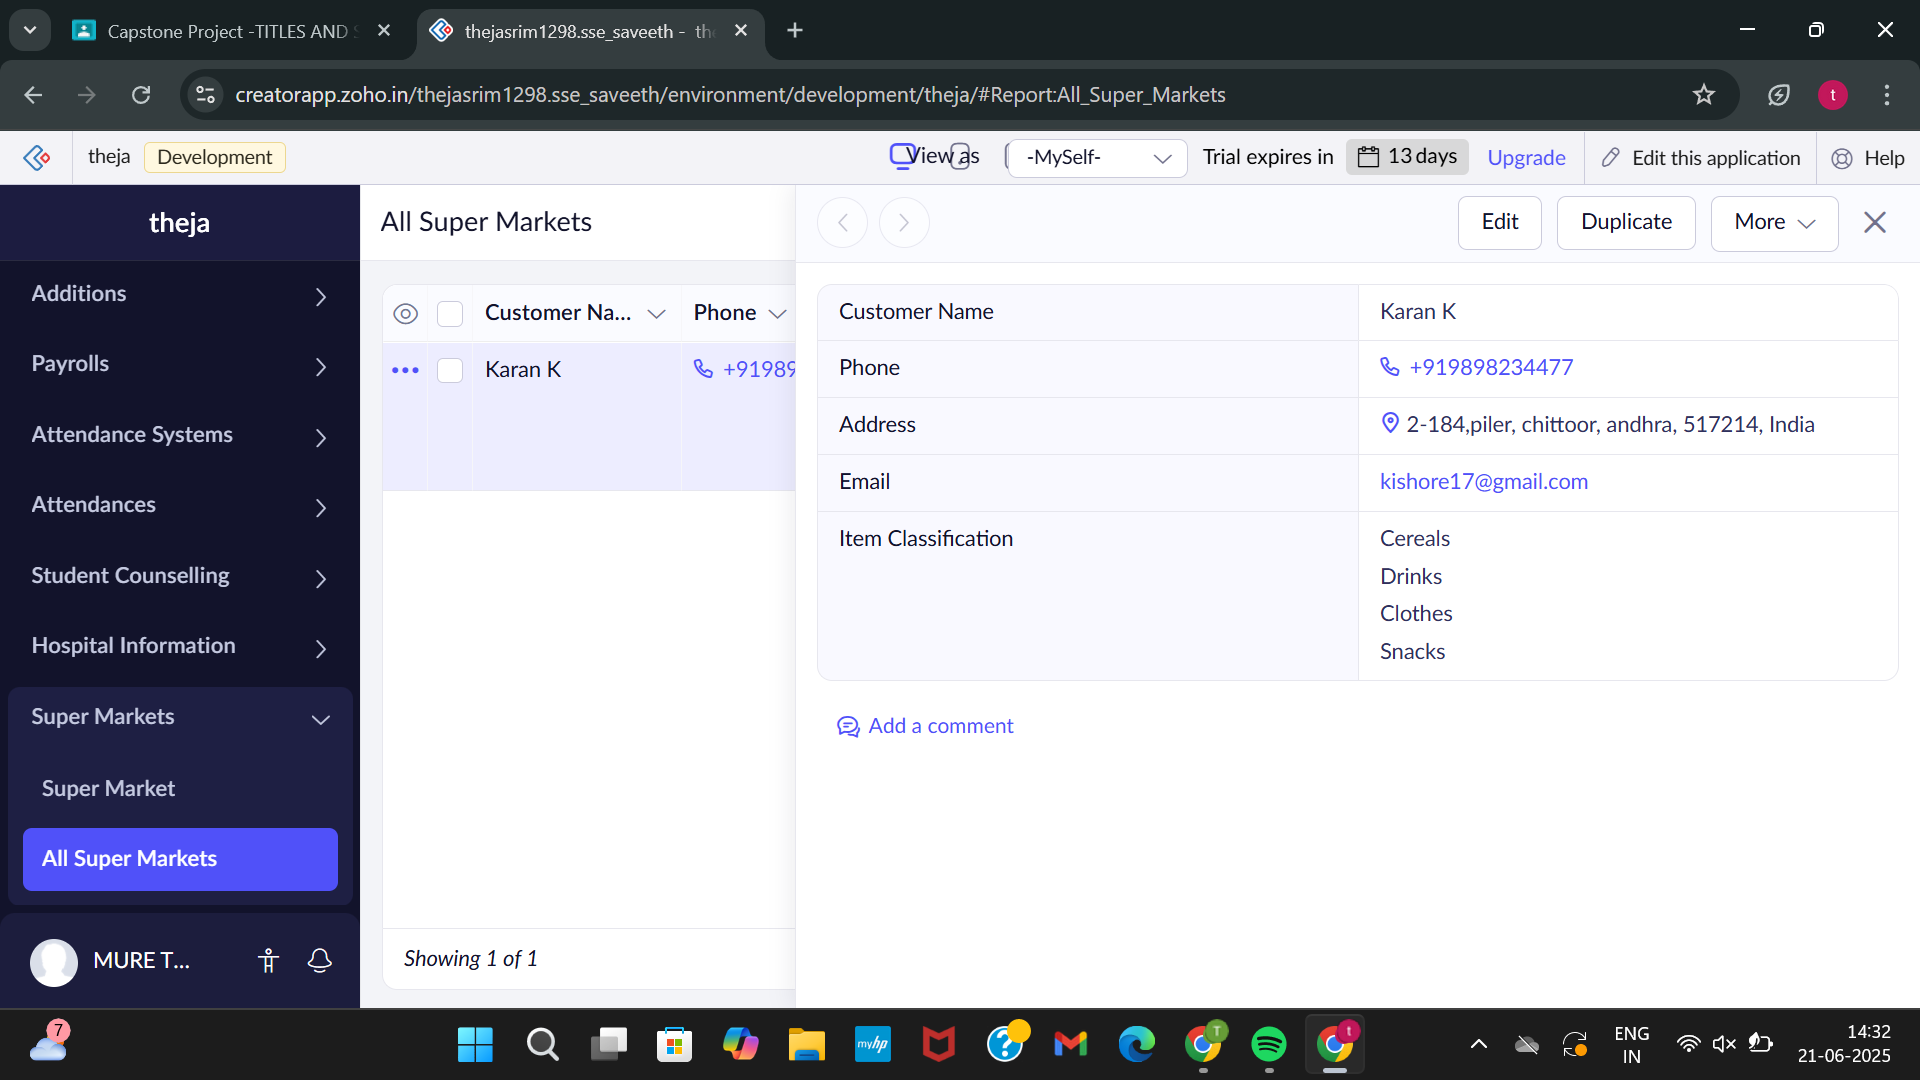 Capstone Project -TITLES AND S
thejasrim1298.sse_saveeth - the
creatorapp.zoho.in/thejasrim1298.sse_saveeth/environment/development/theja/#Report:All_Super_Markets
t
theja
Development
View as
-MySelf-
Trial expires in
13 days
Upgrade
Edit this application
Help
theja
Additions
Payrolls
Attendance Systems
Attendances
Student Counselling
Hospital Information
Super Markets
Super Market
All Super Markets
MURE T...
All Super Markets
Customer Na...
Phone
Karan K
+91989
Showing 1 of 1
Edit
Duplicate
More
Customer Name
Karan K
Phone
+919898234477
Address
2-184,piler, chittoor, andhra, 517214, India
Email
kishore17@gmail.com
Item Classification
Cereals
Drinks
Clothes
Snacks
Add a comment
7
myhp
T
t
ENG
IN
14:32
21-06-2025